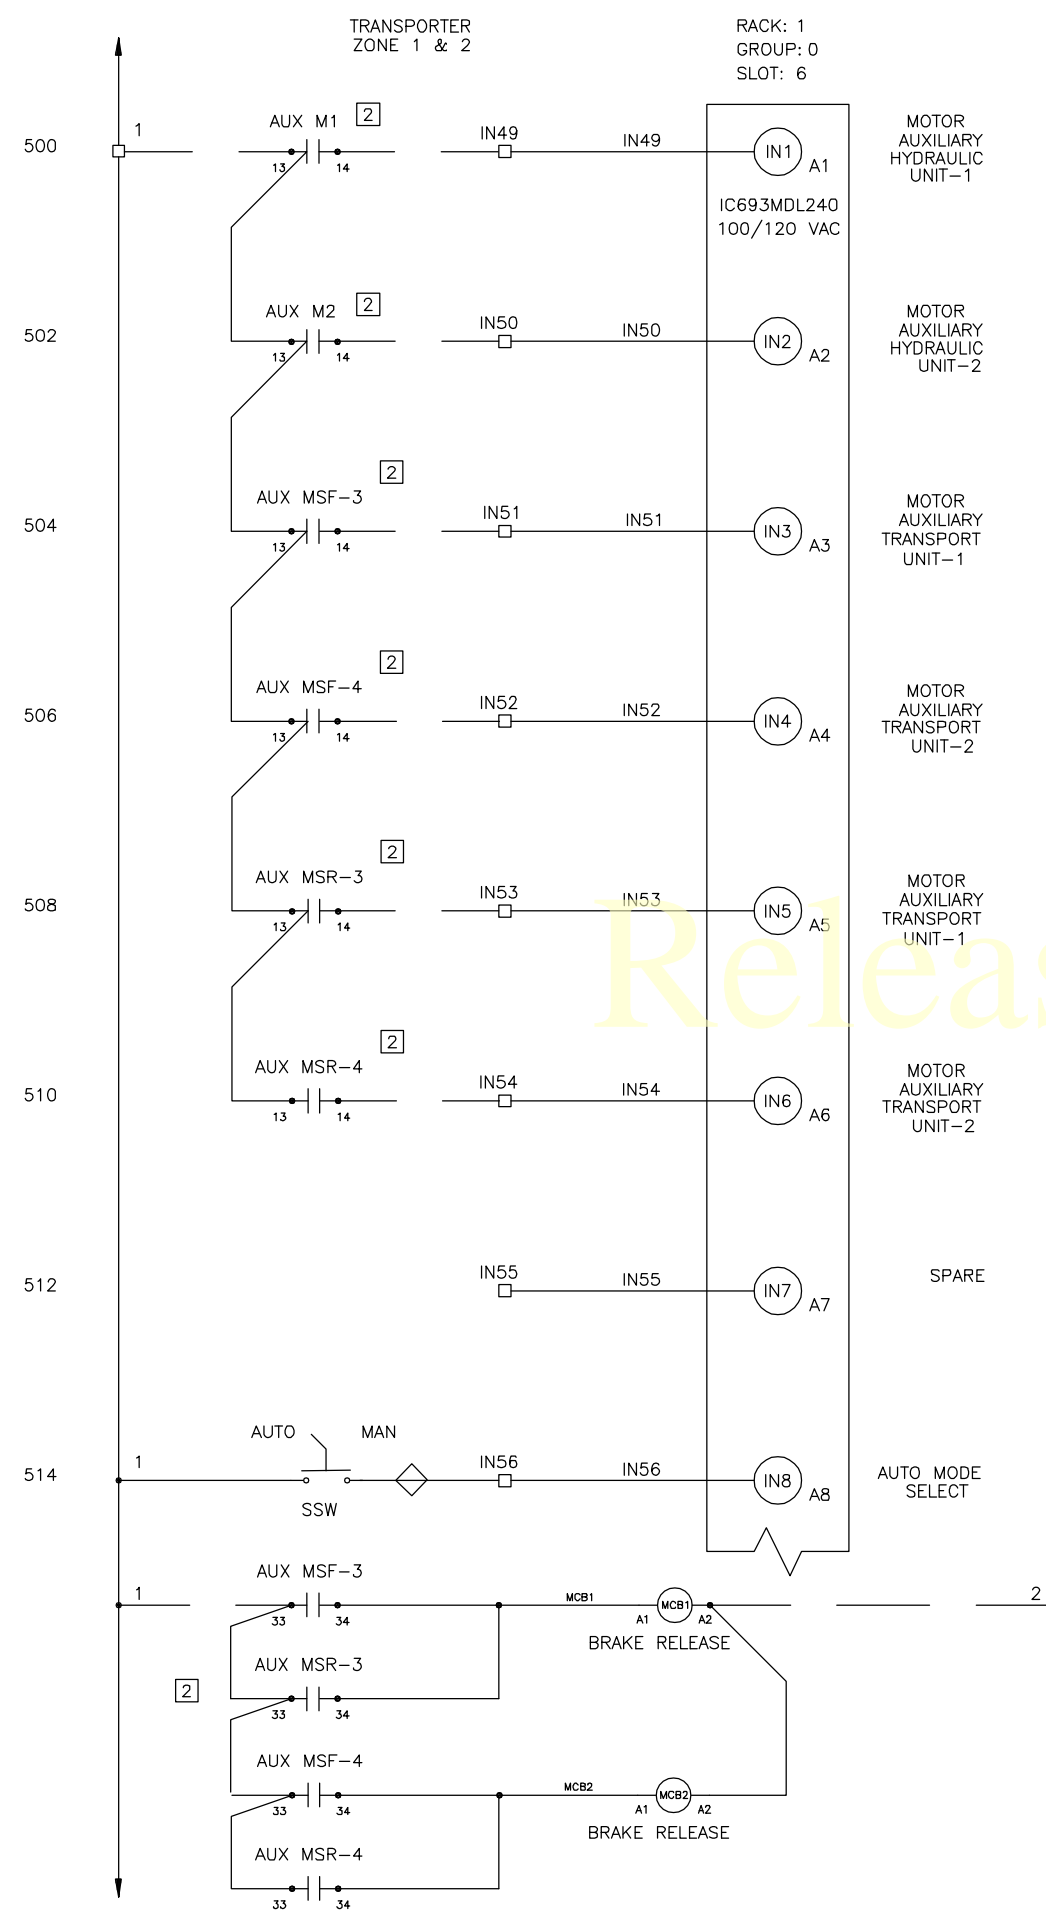 TRANSPORTER
ZONE 1 & 2
RACK: 1
GROUP: 0
SLOT: 6
500
1
AUX M1
2
13
14
IN49
IN49
IN1
A1
MOTOR
AUXILIARY
HYDRAULIC
UNIT-1
IC693MDL240
100/120 VAC
502
AUX M2
2
13
14
IN50
IN50
IN2
A2
MOTOR
AUXILIARY
HYDRAULIC
UNIT-2
504
AUX MSF-3
2
13
14
IN51
IN51
IN3
A3
MOTOR
AUXILIARY
TRANSPORT
UNIT-1
506
AUX MSF-4
2
13
14
IN52
IN52
IN4
A4
MOTOR
AUXILIARY
TRANSPORT
UNIT-2
508
AUX MSR-3
2
13
14
IN53
IN53
IN5
A5
MOTOR
AUXILIARY
TRANSPORT
UNIT-1
Releas
510
AUX MSR-4
2
13
14
IN54
IN54
IN6
A6
MOTOR
AUXILIARY
TRANSPORT
UNIT-2
512
IN55
IN55
IN7
A7
SPARE
514
1
AUTO
MAN
SSW
IN56
IN56
IN8
A8
AUTO MODE
SELECT
1
AUX MSF-3
33
34
MCB1
A1
MCB1
A2
2
BRAKE RELEASE
2
AUX MSR-3
33
34
AUX MSF-4
33
34
MCB2
A1
MCB2
A2
BRAKE RELEASE
AUX MSR-4
33
34